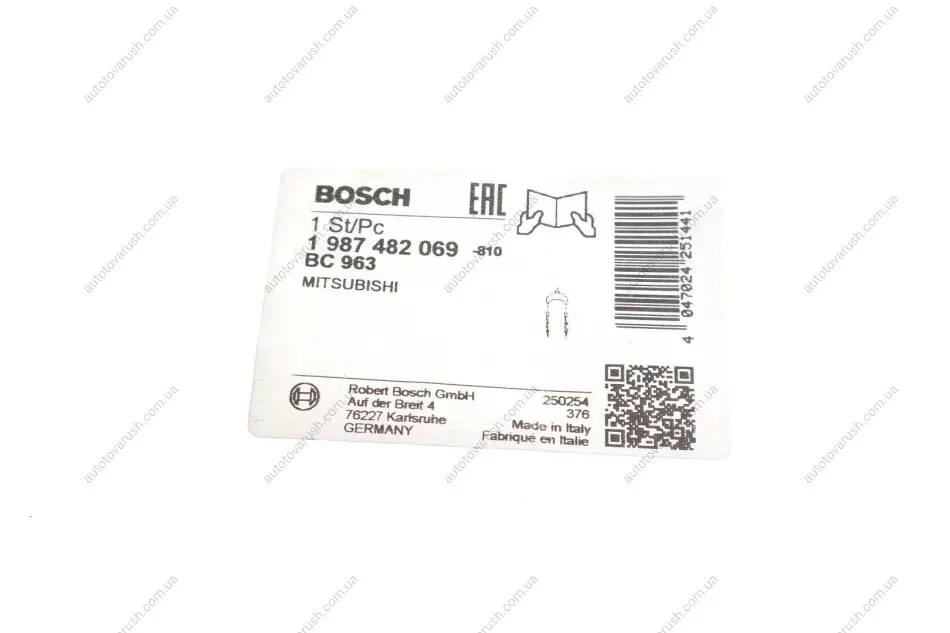 BOSCH
EAC
1 St/Pc
1 987 482 069 -810
BC 963
MITSUBISHI
4 047024 251441
Robert Bosch GmbH
Auf der Breit 4
76227 Karlsruhe
GERMANY
250254
376
Made in Italy
Fabriqué en Italie
autotovarush.com.ua